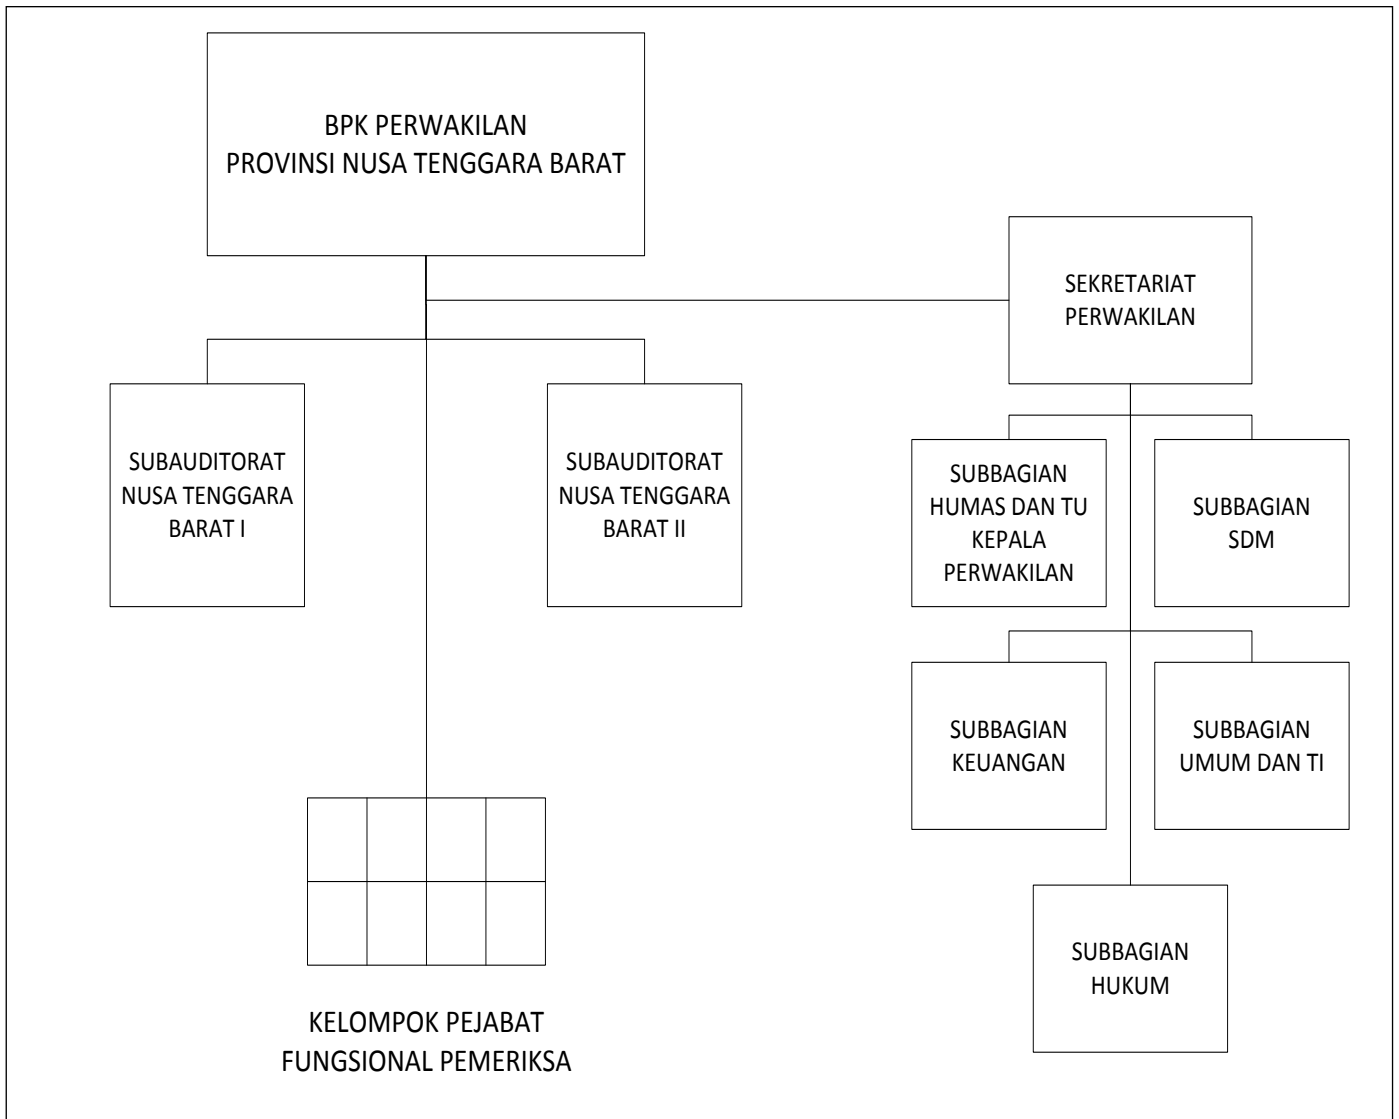 BPK PERWAKILAN
PROVINSI NUSA TENGGARA BARAT
SEKRETARIAT
PERWAKILAN
SUBAUDITORAT
NUSA TENGGARA
BARAT I
SUBAUDITORAT
NUSA TENGGARA
BARAT II
SUBBAGIAN
HUMAS DAN TU
KEPALA
PERWAKILAN
SUBBAGIAN
SDM
SUBBAGIAN
KEUANGAN
SUBBAGIAN
UMUM DAN TI
SUBBAGIAN
HUKUM
KELOMPOK PEJABAT
FUNGSIONAL PEMERIKSA